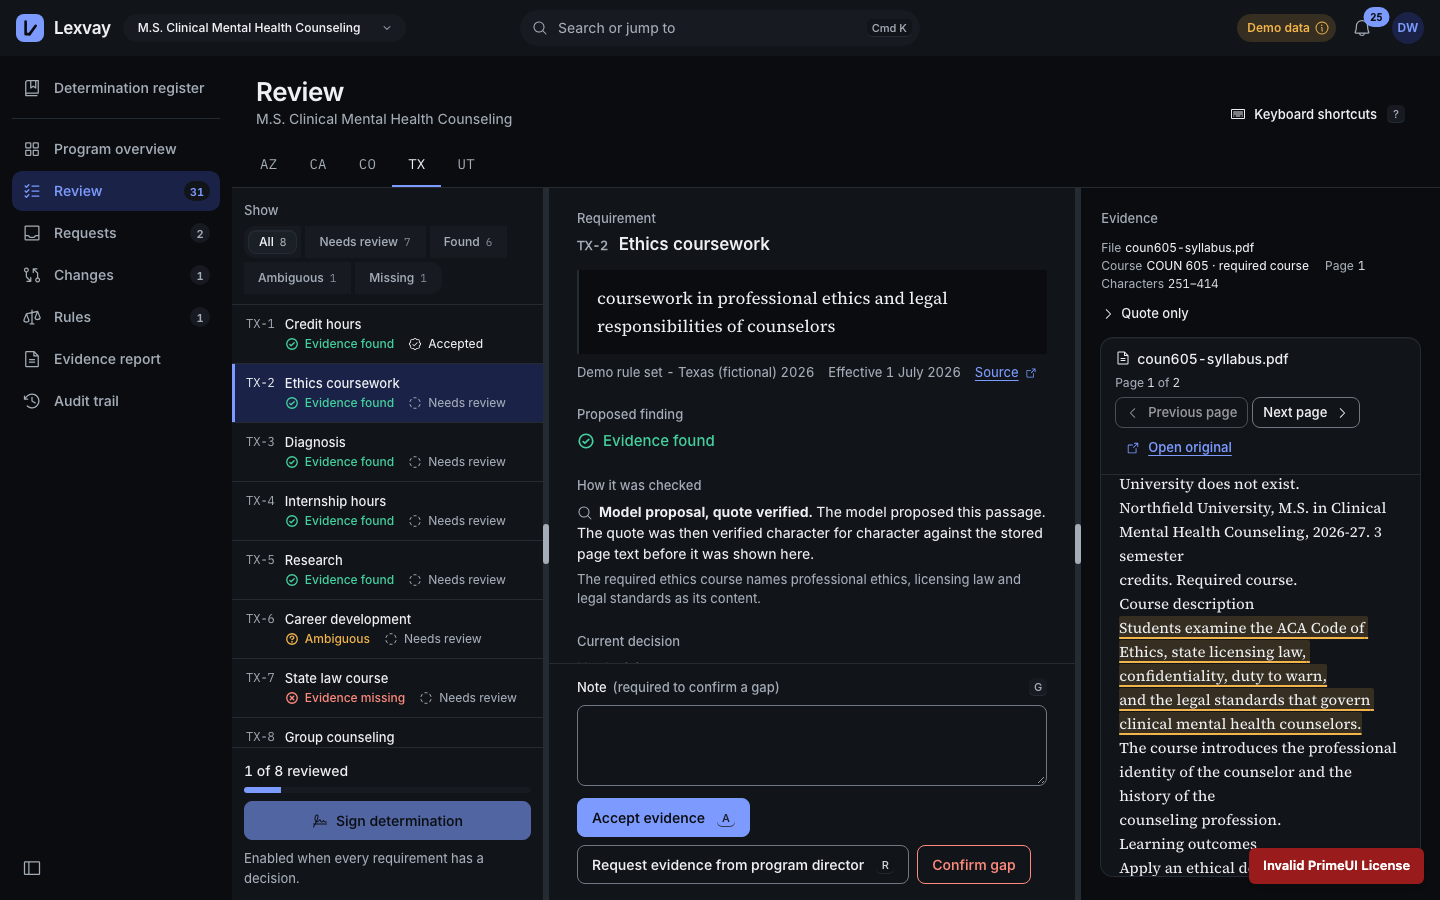 Lexvay
M.S. Clinical Mental Health Counseling
Search or jump to
Cmd K
Demo data
25
DW
Determination register
Program overview
Review 31
Requests 2
Changes 1
Rules 1
Evidence report
Audit trail
Review
M.S. Clinical Mental Health Counseling
Keyboard shortcuts ?
AZ CA CO TX UT
Show
All 8 Needs review 7 Found 6
Ambiguous 1 Missing 1
TX-1 Credit hours
Evidence found Accepted
TX-2 Ethics coursework
Evidence found Needs review
TX-3 Diagnosis
Evidence found Needs review
TX-4 Internship hours
Evidence found Needs review
TX-5 Research
Evidence found Needs review
TX-6 Career development
Ambiguous Needs review
TX-7 State law course
Evidence missing Needs review
TX-8 Group counseling
1 of 8 reviewed
Sign determination
Enabled when every requirement has a
decision.
Requirement
TX-2 Ethics coursework
coursework in professional ethics and legal
responsibilities of counselors
Demo rule set - Texas (fictional) 2026 Effective 1 July 2026 Source
Proposed finding
Evidence found
How it was checked
Model proposal, quote verified. The model proposed this passage.
The quote was then verified character for character against the stored
page text before it was shown here.
The required ethics course names professional ethics, licensing law and
legal standards as its content.
Current decision
Note (required to confirm a gap) G
Accept evidence A
Request evidence from program director R
Confirm gap
Evidence
File coun605-syllabus.pdf
Course COUN 605 · required course Page 1
Characters 251–414
Quote only
coun605-syllabus.pdf
Page 1 of 2
Previous page Next page
Open original
University does not exist.
Northfield University, M.S. in Clinical
Mental Health Counseling, 2026-27. 3
semester
credits. Required course.
Course description
Students examine the ACA Code of
Ethics, state licensing law,
confidentiality, duty to warn,
and the legal standards that govern
clinical mental health counselors.
The course introduces the professional
identity of the counselor and the
history of the
counseling profession.
Learning outcomes
Apply an ethical
Invalid PrimeUI License